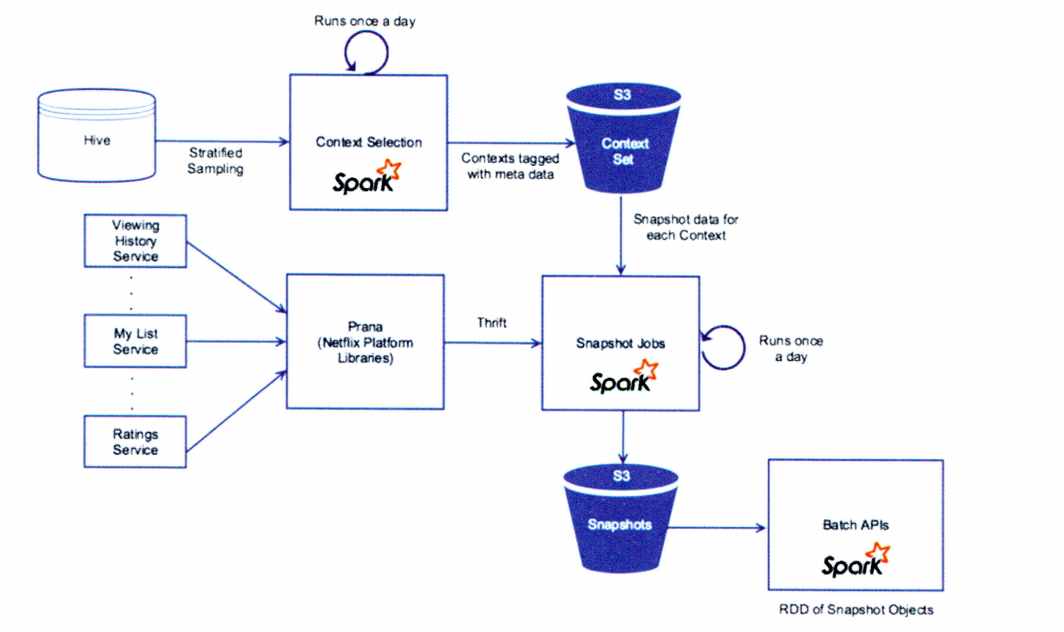 Runs once a day
Hive
Stratified
Sampling
Context Selection
Spark
Contexts tagged
with meta data
S3
Context
Set
Snapshot data for
each Context
Viewing
History
Service
My List
Service
Ratings
Service
Prana
(Netflix Platform
Libraries)
Thrift
Snapshot Jobs
Spark
Runs once
a day
S3
Snapshots
Batch APIs
Spark
RDD of Snapshot Objects